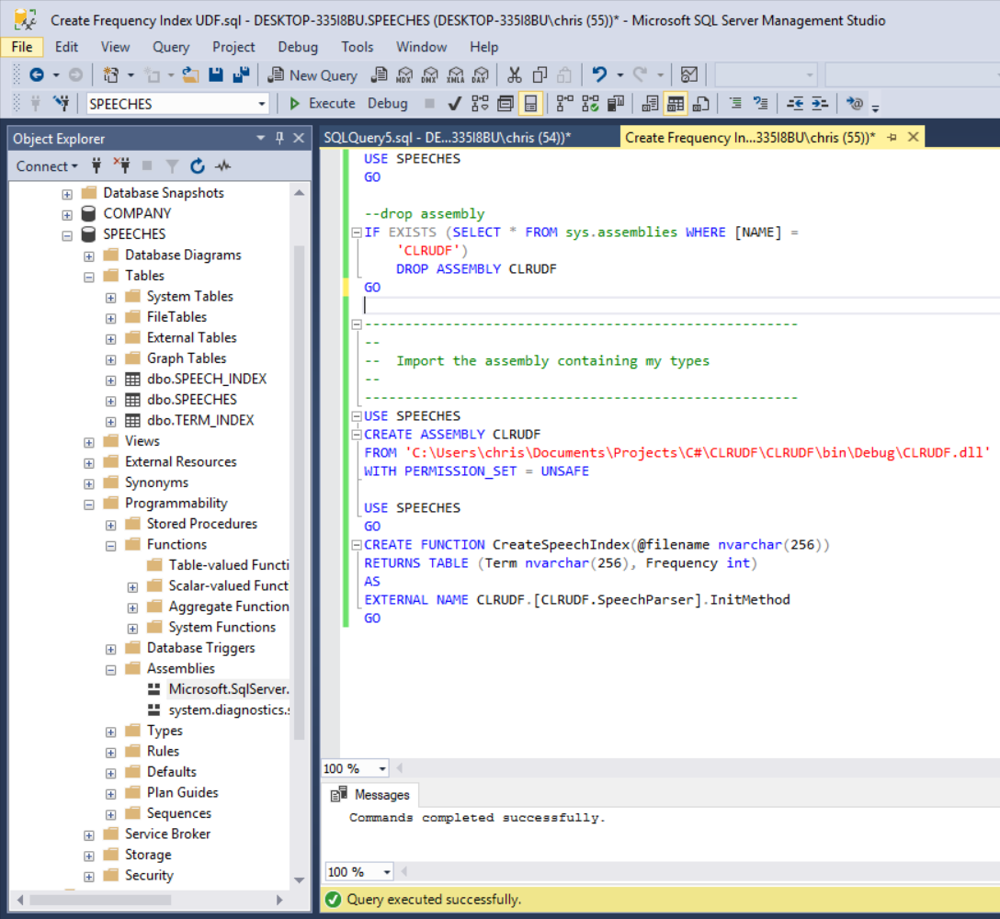 Create Frequency Index UDF.sql - DESKTOP-335I8BU.SPEECHES (DESKTOP-335I8BU\chris (55))* - Microsoft SQL Server Management Studio
File Edit View Query Project Debug Tools Window Help
New Query MDX DMX XMLA DAX
SPEECHES Execute Debug
Object Explorer
Connect
Database Snapshots
COMPANY
SPEECHES
Database Diagrams
Tables
System Tables
FileTables
External Tables
Graph Tables
dbo.SPEECH_INDEX
dbo.SPEECHES
dbo.TERM_INDEX
Views
External Resources
Synonyms
Programmability
Stored Procedures
Functions
Table-valued Functi
Scalar-valued Funct
Aggregate Function
System Functions
Database Triggers
Assemblies
Microsoft.SqlServer.
system.diagnostics.s
Types
Rules
Defaults
Plan Guides
Sequences
Service Broker
Storage
Security
SQLQuery5.sql - DE...335I8BU\chris (54))*
Create Frequency In...335I8BU\chris (55))*
USE SPEECHES
GO
--drop assembly
IF EXISTS (SELECT * FROM sys.assemblies WHERE [NAME] =
'CLRUDF')
DROP ASSEMBLY CLRUDF
GO
------------------------------------------------------
--
-- Import the assembly containing my types
--
------------------------------------------------------
USE SPEECHES
CREATE ASSEMBLY CLRUDF
FROM 'C:\Users\chris\Documents\Projects\C#\CLRUDF\CLRUDF\bin\Debug\CLRUDF.dll'
WITH PERMISSION_SET = UNSAFE
USE SPEECHES
GO
CREATE FUNCTION CreateSpeechIndex(@filename nvarchar(256))
RETURNS TABLE (Term nvarchar(256), Frequency int)
AS
EXTERNAL NAME CLRUDF.[CLRUDF.SpeechParser].InitMethod
GO
100 %
Messages
Commands completed successfully.
100 %
Query executed successfully.